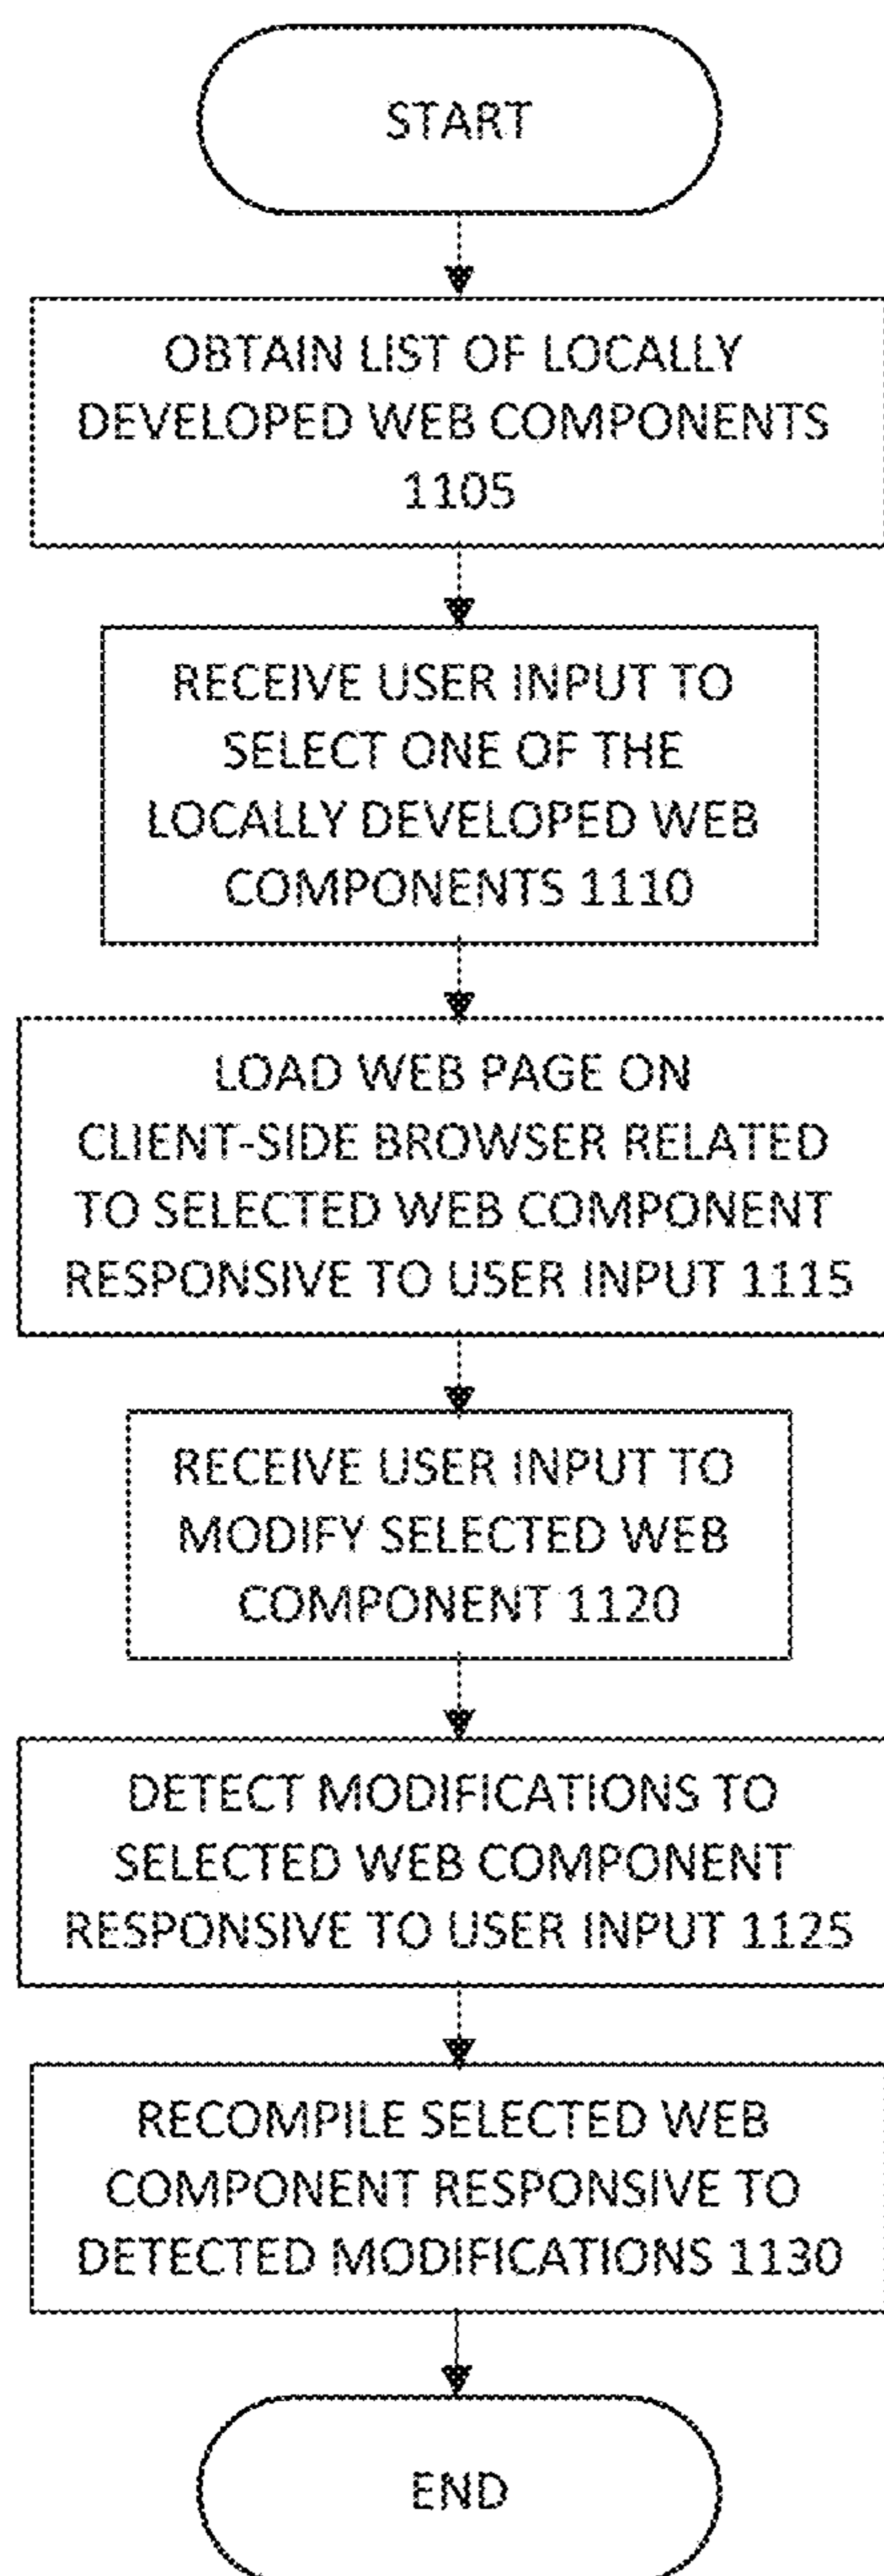 START
OBTAIN LIST OF LOCALLY
DEVELOPED WEB COMPONENTS
1105
RECEIVE USER INPUT TO
SELECT ONE OF THE
LOCALLY DEVELOPED WEB
COMPONENTS 1110
LOAD WEB PAGE ON
CLIENT-SIDE BROWSER RELATED
TO SELECTED WEB COMPONENT
RESPONSIVE TO USER INPUT 1115
RECEIVE USER INPUT TO
MODIFY SELECTED WEB
COMPONENT 1120
DETECT MODIFICATIONS TO
SELECTED WEB COMPONENT
RESPONSIVE TO USER INPUT 1125
RECOMPILE SELECTED WEB
COMPONENT RESPONSIVE TO
DETECTED MODIFICATIONS 1130
END